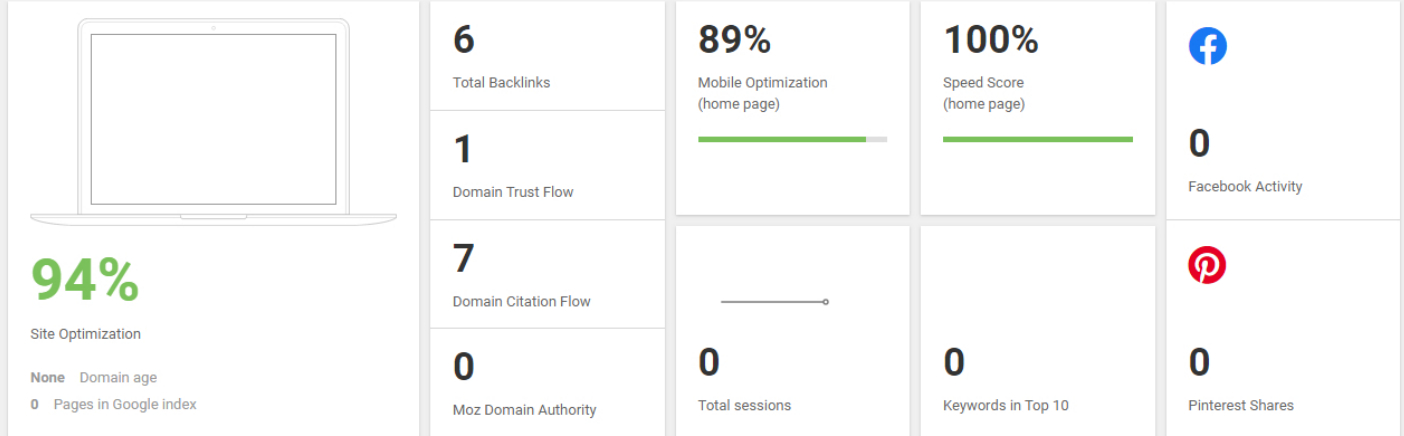 94%
Site Optimization
None Domain age
0 Pages in Google index
6
Total Backlinks
1
Domain Trust Flow
7
Domain Citation Flow
0
Moz Domain Authority
89%
Mobile Optimization
(home page)
0
Total sessions
100%
Speed Score
(home page)
0
Keywords in Top 10
0
Facebook Activity
0
Pinterest Shares